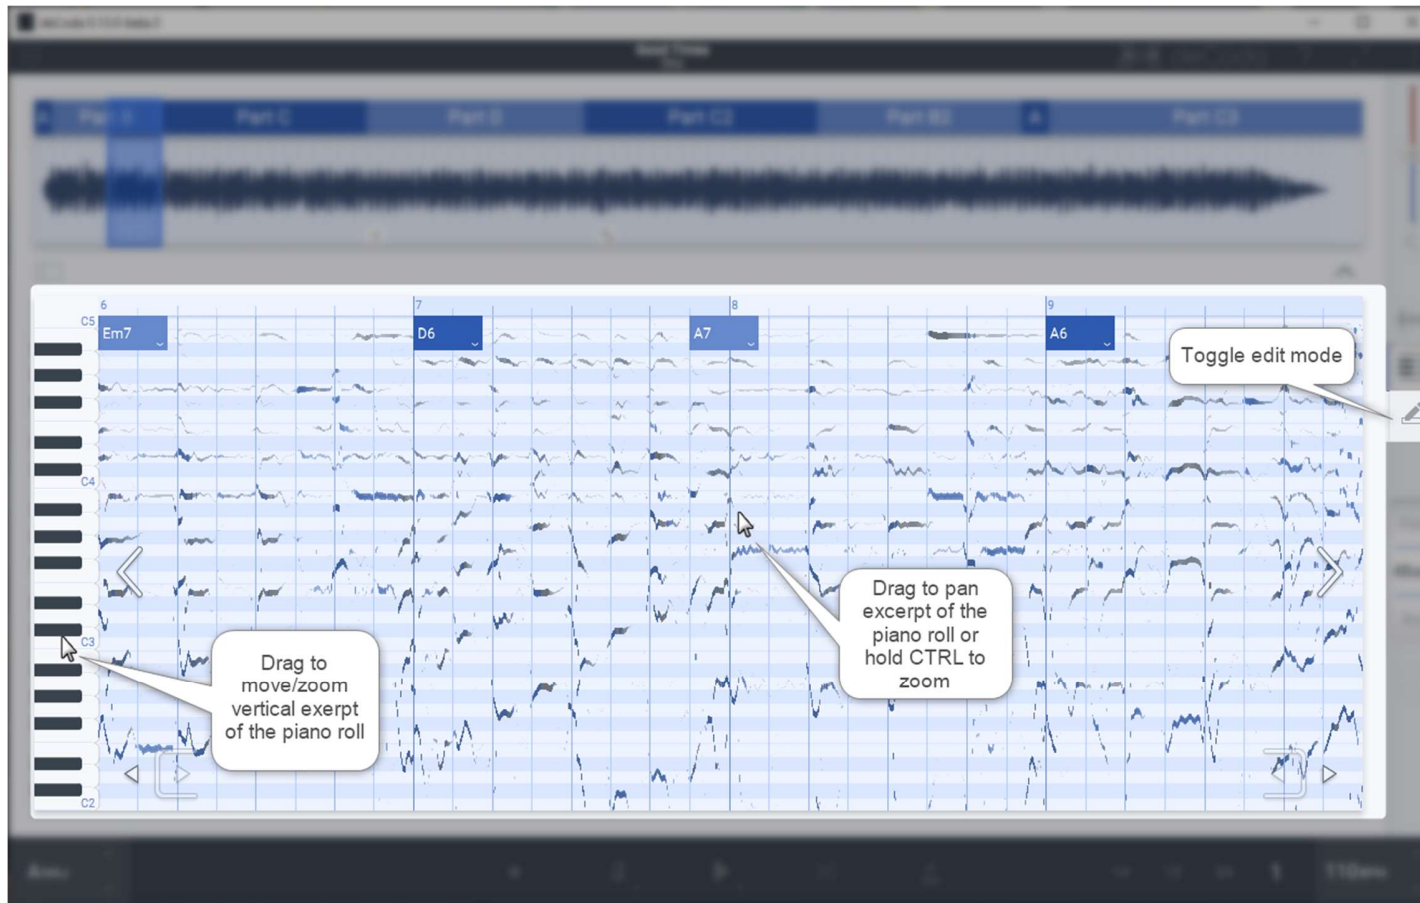 Part C
Part D
Part C2
Part B2
A
Part C3
6
7
8
9
C5
Em7
D6
A7
A6
Toggle edit mode
C4
Drag to pan
excerpt of the
piano roll or
hold CTRL to
zoom
C3
Drag to
move/zoom
vertical exerpt
of the piano roll
C2